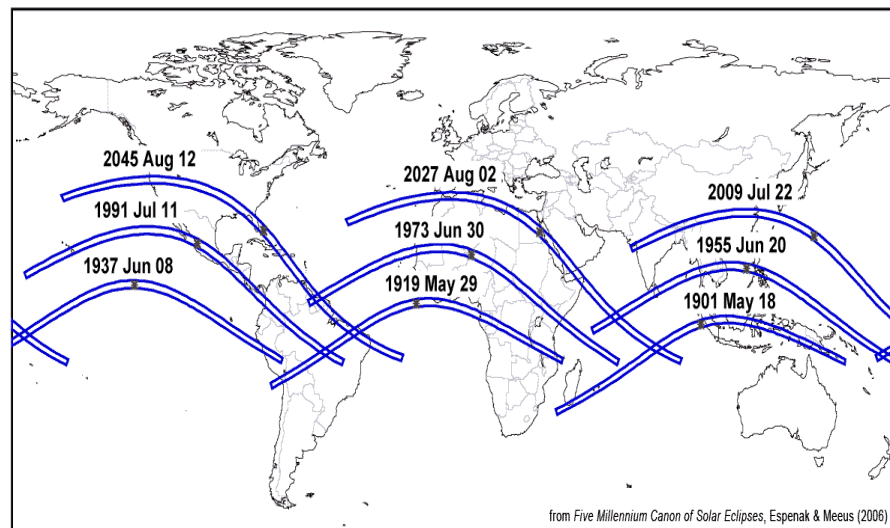 2045 Aug 12
2027 Aug 02
2009 Jul 22
1991 Jul 11
1973 Jun 30
1955 Jun 20
1937 Jun 08
1919 May 29
1901 May 18
from Five Millennium Canon of Solar Eclipses, Espenak & Meeus (2006)